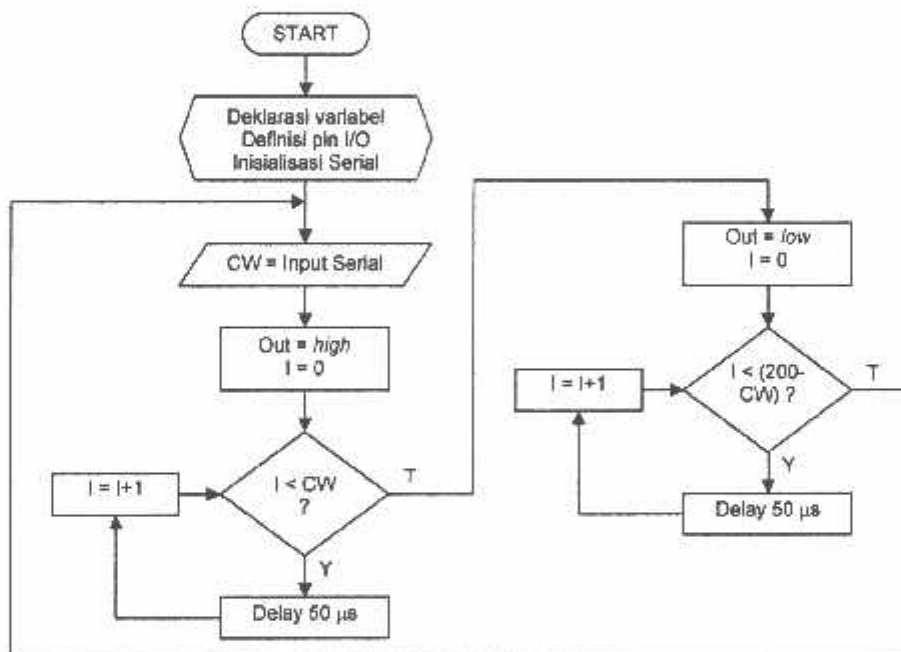 START
Deklarasi variabel
Definisi pin I/O
Inisialisasi Serial
CW = Input Serial
Out = high
I = 0
I < CW
?
T
Y
I = I+1
Delay 50 μs
Out = low
I = 0
I < (200-
CW) ?
T
Y
I = I+1
Delay 50 μs